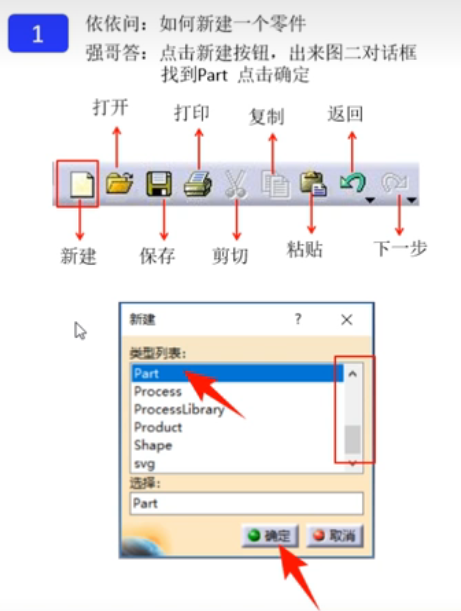 1
依依问：如何新建一个零件
强哥答：点击新建按钮，出来图二对话框
找到Part 点击确定
打开
打印
复制
返回
新建
保存
剪切
粘贴
下一步
新建
? ×
类型列表:
Part
Process
ProcessLibrary
Product
Shape
svg
选择:
Part
确定
取消